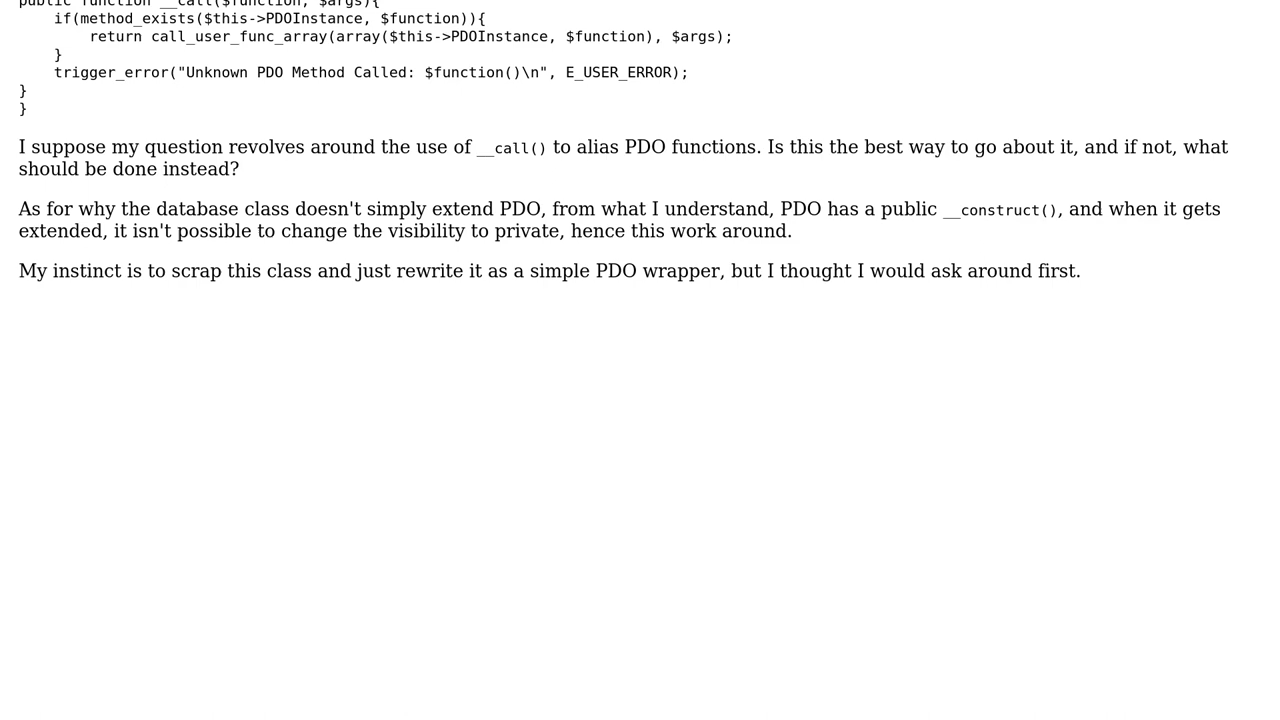 public function __call($function, $args){
    if(method_exists($this->PDOInstance, $function)){
        return call_user_func_array(array($this->PDOInstance, $function), $args);
    }
    trigger_error("Unknown PDO Method Called: $function()\n", E_USER_ERROR);
}
}
I suppose my question revolves around the use of __call() to alias PDO functions. Is this the best way to go about it, and if not, what
should be done instead?
As for why the database class doesn't simply extend PDO, from what I understand, PDO has a public __construct(), and when it gets
extended, it isn't possible to change the visibility to private, hence this work around.
My instinct is to scrap this class and just rewrite it as a simple PDO wrapper, but I thought I would ask around first.